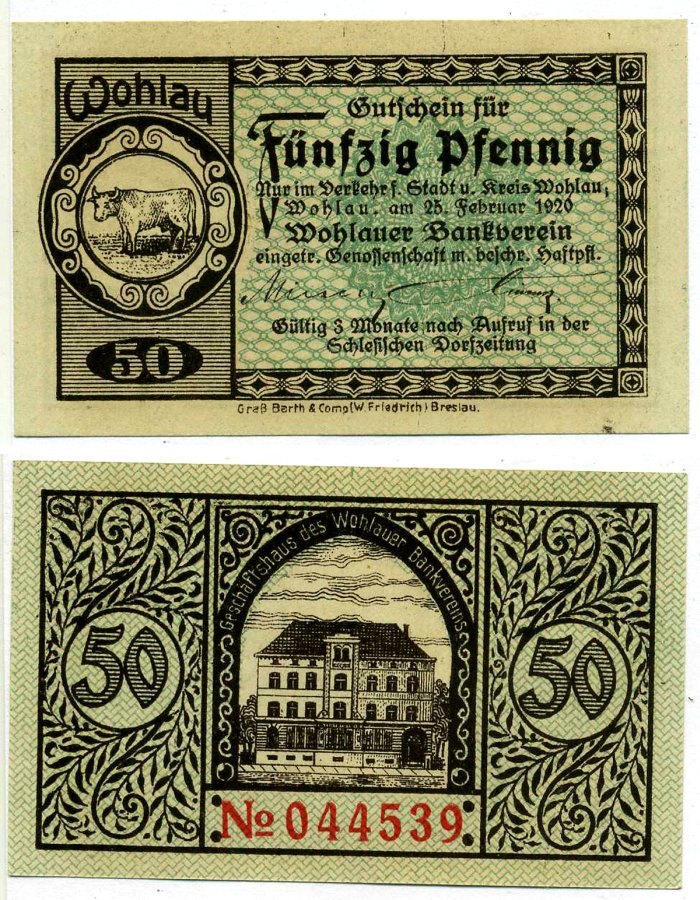 Wohlau
50
Gutschein für
Fünfzig Pfennig
Nur im Verkehr f. Stadt u. Kreis Wohlau,
Wohlau, am 25. Februar 1920
Wohlauer Bankverein
eingetr. Genossenschaft m. beschr. Haftpfl.
Gültig 3 Monate nach Aufruf in der
Schlesischen Dorfzeitung
Graß Barth & Comp (W. Friedrich) Breslau.
Geschäftshaus des Wohlauer Bankvereins
50
50
No 044539